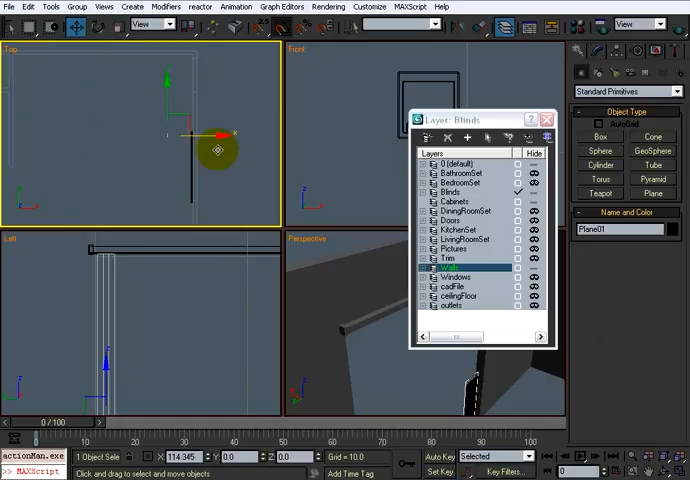 File Edit Tools Group Views Create Modifiers reactor Animation Graph Editors Rendering Customize MAXScript Help
View
2.5
Top
Front
Left
Perspective
Layer: Blinds
Layers Hide
0 (default)
BathroomSet
BedroomSet
Blinds
Cabinets
DiningRoomSet
Doors
KitchenSet
LivingRoomSet
Pictures
Trim
Walls
Windows
cadFile
ceilingFloor
outlets
Standard Primitives
Object Type
AutoGrid
Box Cone
Sphere GeoSphere
Cylinder Tube
Torus Pyramid
Teapot Plane
Name and Color
Plane01
0 / 100
0 10 20 30 40 50 60 70 80 90 100
actionMan.exe
>> MAXScript
1 Object Sele X: 114.345 Y: 0.0 Z: 0.0 Grid = 10.0
Click and drag to select and move objects
Add Time Tag
Auto Key Selected
Set Key Key Filters...
0